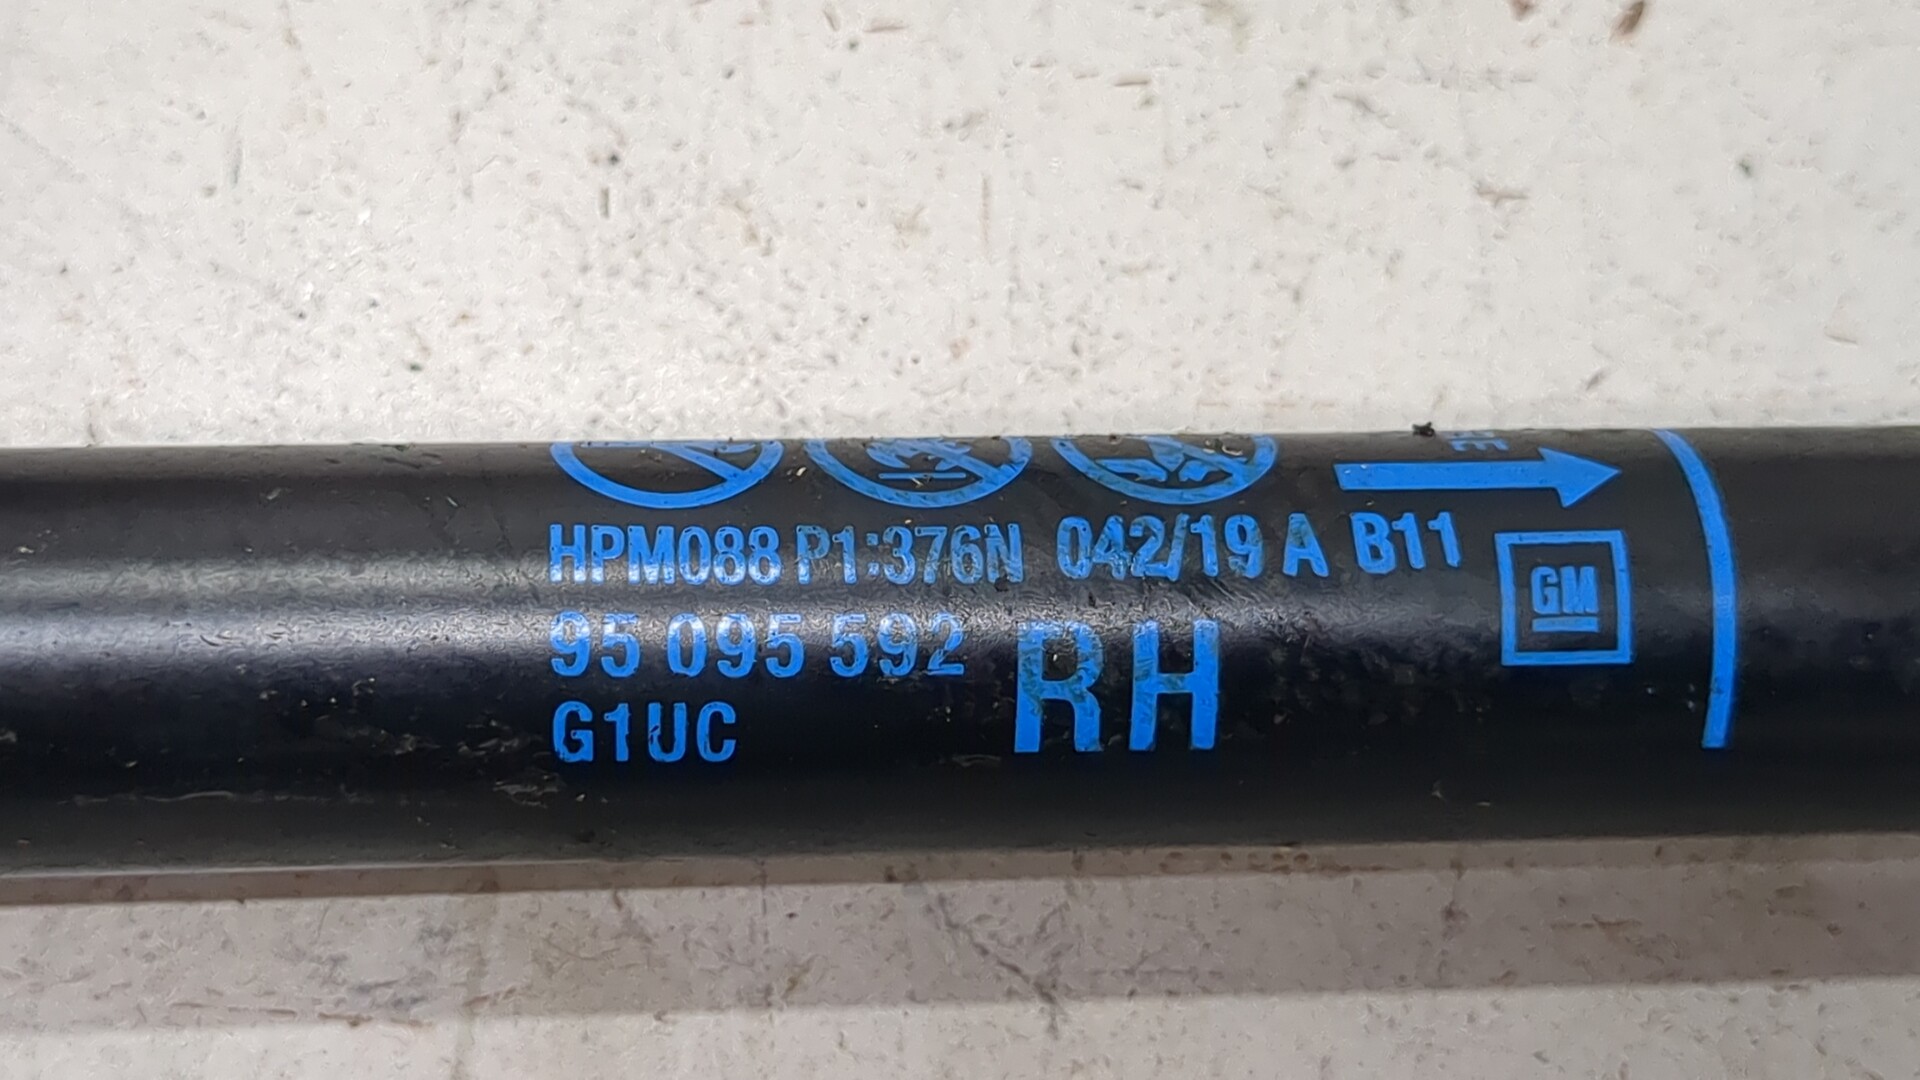 HPM088 P1:376N 042/19 A B11
95 095 592 RH
G1UC
GM